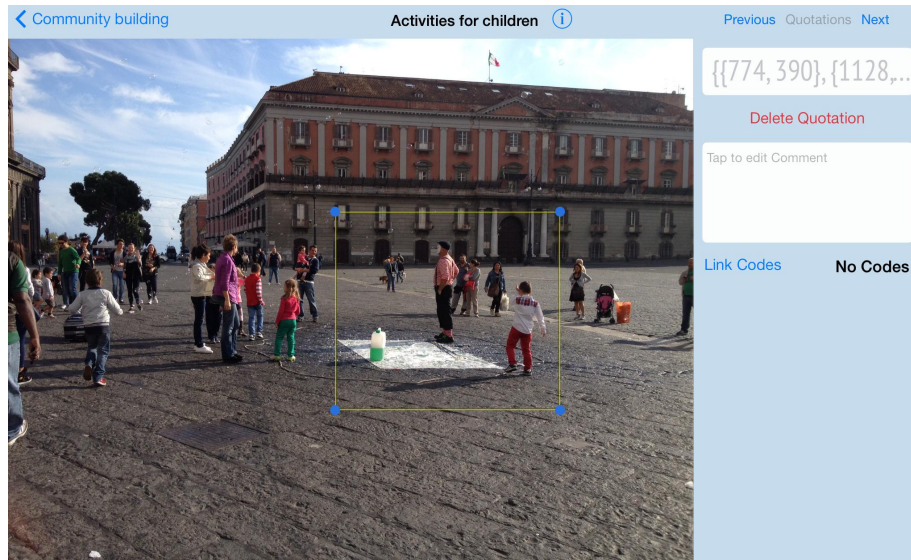 Community building
Activities for children
Previous Quotations Next
{{774, 390}, {1128,...
Delete Quotation
Tap to edit Comment
Link Codes
No Codes